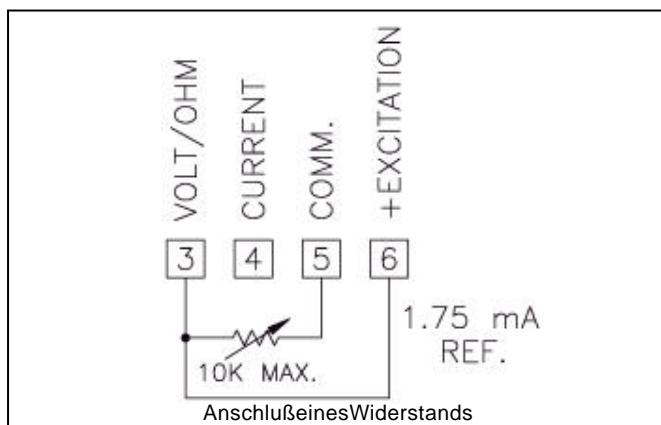 VOLT/OHM
CURRENT
COMM.
+EXCITATION
3 4 5 6
1.75 mA
REF.
10K MAX.
AnschlußeinesWiderstands